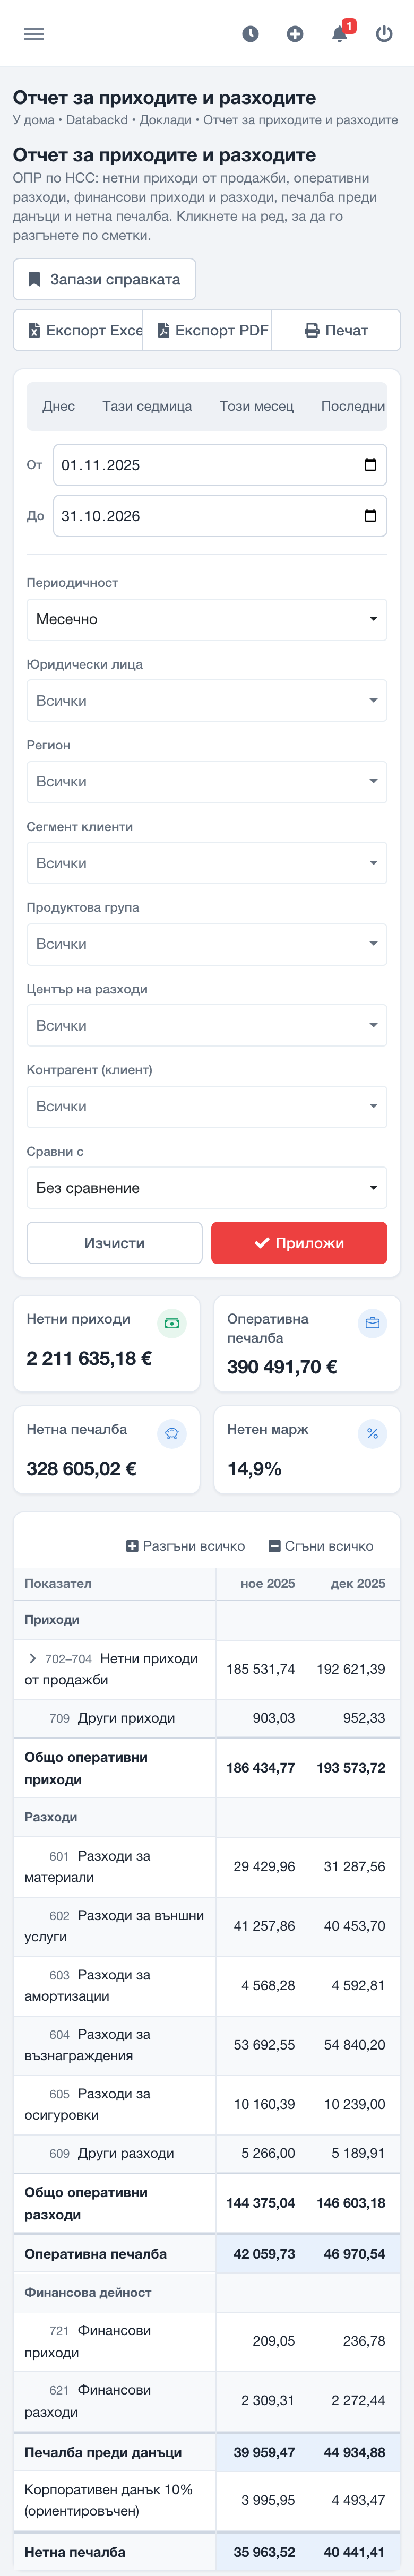 1
Отчет за приходите и разходите
У дома • Databackd • Доклади • Отчет за приходите и разходите
Отчет за приходите и разходите
ОПР по НСС: нетни приходи от продажби, оперативни
разходи, финансови приходи и разходи, печалба преди
данъци и нетна печалба. Кликнете на ред, за да го
разгънете по сметки.
Запази справката
Експорт Exce
Експорт PDF
Печат
Днес Тази седмица Този месец Последни
От 01.11.2025
До 31.10.2026
Периодичност
Месечно
Юридически лица
Всички
Регион
Всички
Сегмент клиенти
Всички
Продуктова група
Всички
Център на разходи
Всички
Контрагент (клиент)
Всички
Сравни с
Без сравнение
Изчисти
Приложи
Нетни приходи
2 211 635,18 €
Оперативна
печалба
390 491,70 €
Нетна печалба
328 605,02 €
Нетен марж
14,9%
Разгъни всичко Сгъни всичко
Показател ное 2025 дек 2025
Приходи
702–704 Нетни приходи
от продажби 185 531,74 192 621,39
709 Други приходи 903,03 952,33
Общо оперативни
приходи 186 434,77 193 573,72
Разходи
601 Разходи за
материали 29 429,96 31 287,56
602 Разходи за външни
услуги 41 257,86 40 453,70
603 Разходи за
амортизации 4 568,28 4 592,81
604 Разходи за
възнаграждения 53 692,55 54 840,20
605 Разходи за
осигуровки 10 160,39 10 239,00
609 Други разходи 5 266,00 5 189,91
Общо оперативни
разходи 144 375,04 146 603,18
Оперативна печалба 42 059,73 46 970,54
Финансова дейност
721 Финансови
приходи 209,05 236,78
621 Финансови
разходи 2 309,31 2 272,44
Печалба преди данъци 39 959,47 44 934,88
Корпоративен данък 10%
(ориентировъчен) 3 995,95 4 493,47
Нетна печалба 35 963,52 40 441,41